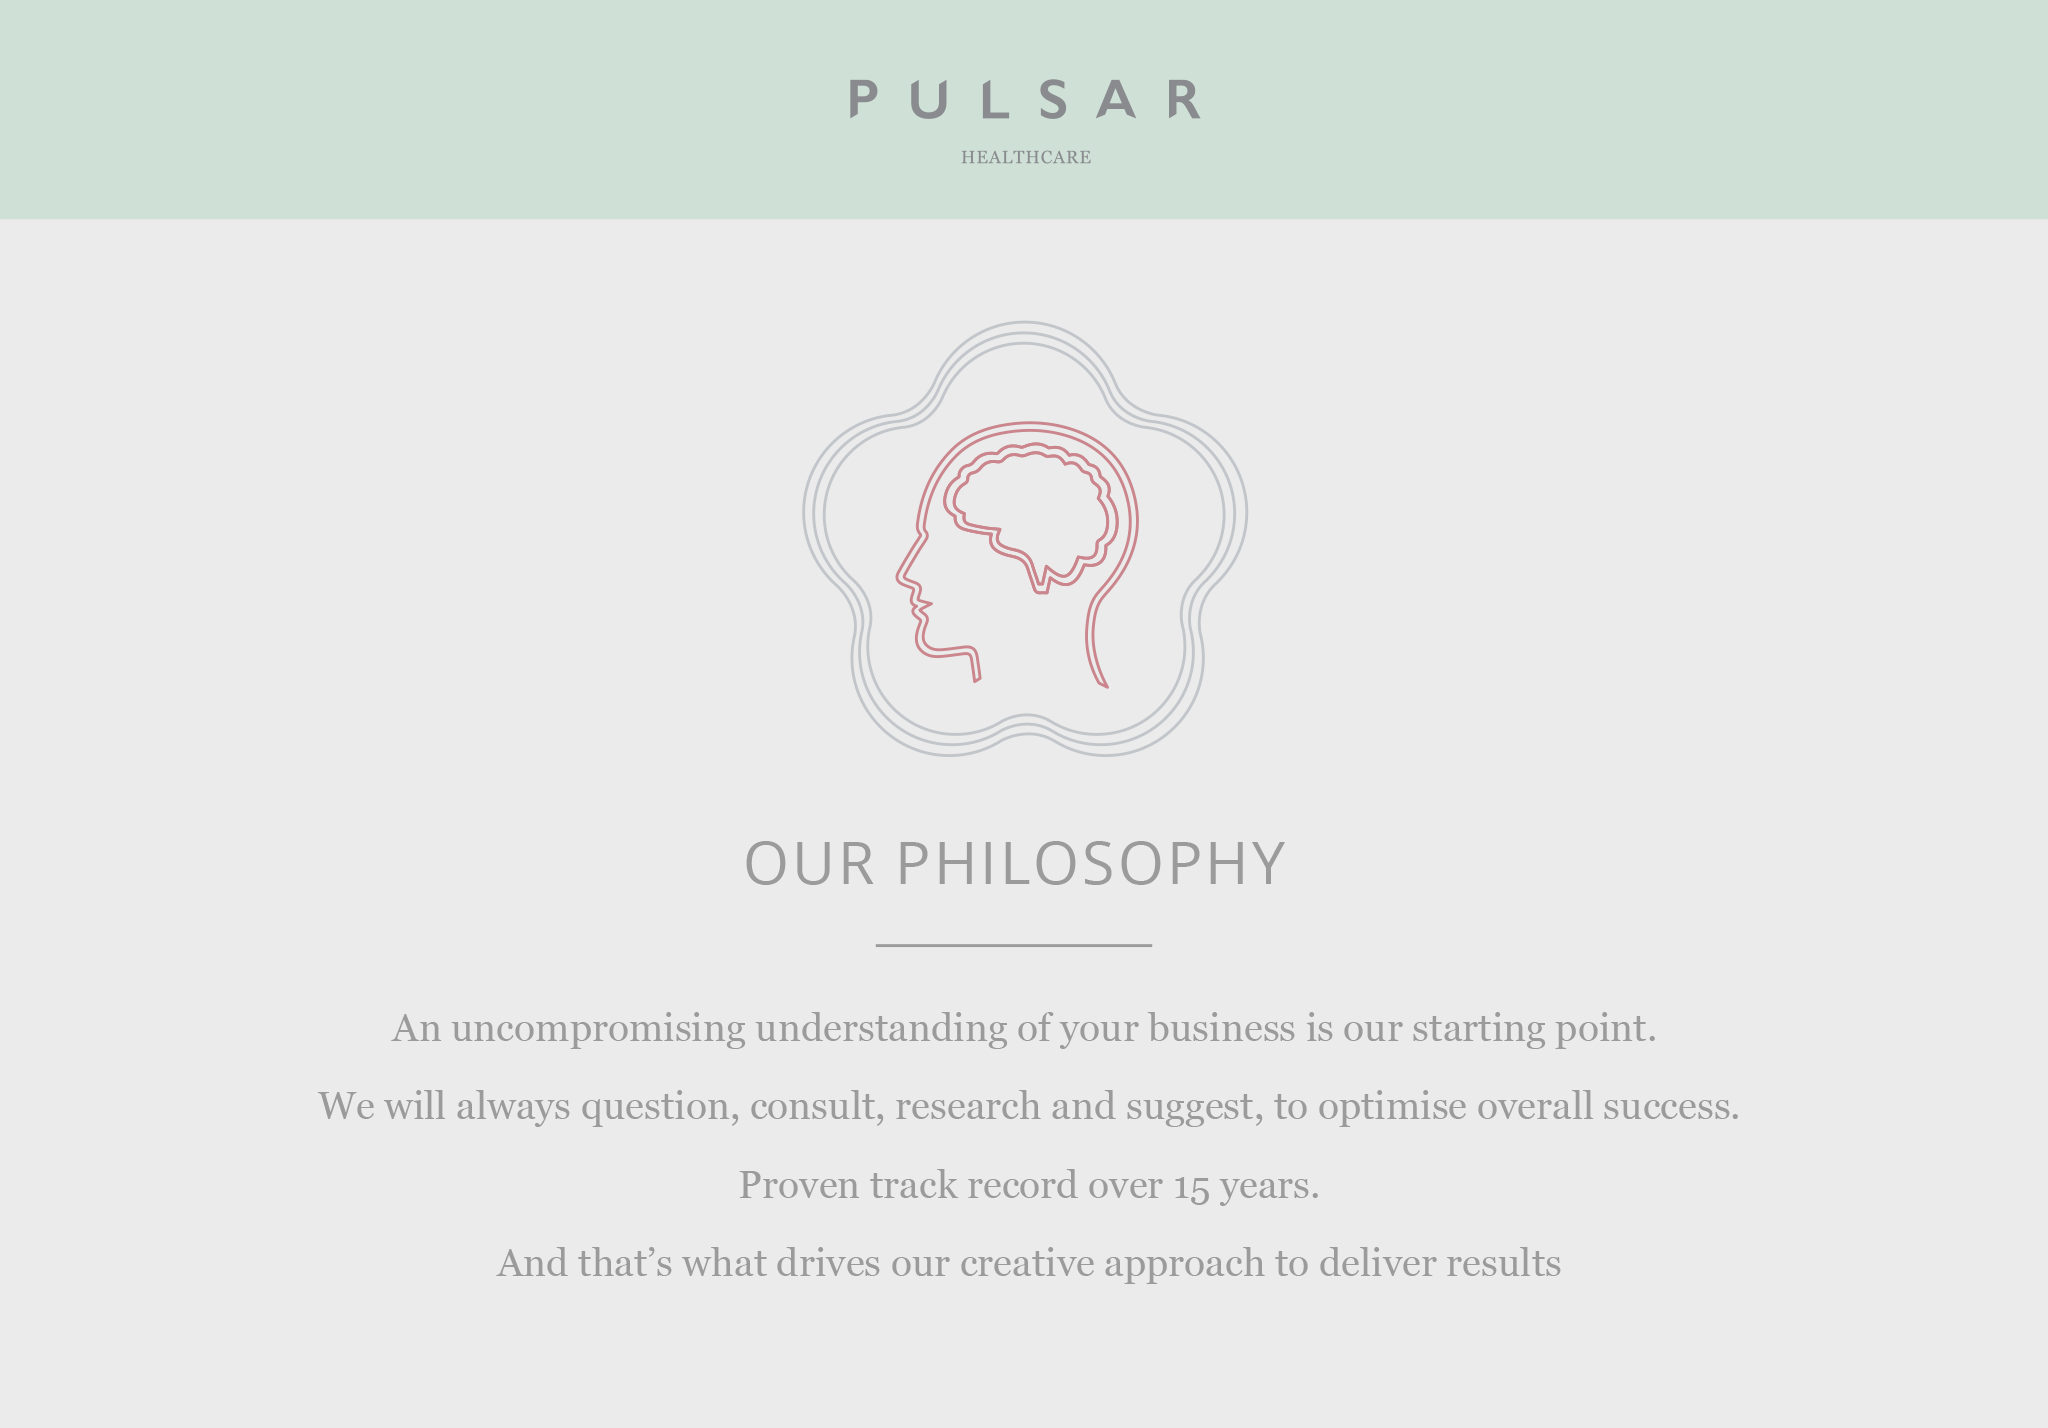 PULSAR
HEALTHCARE
OUR PHILOSOPHY
An uncompromising understanding of your business is our starting point.
We will always question, consult, research and suggest, to optimise overall success.
Proven track record over 15 years.
And that’s what drives our creative approach to deliver results